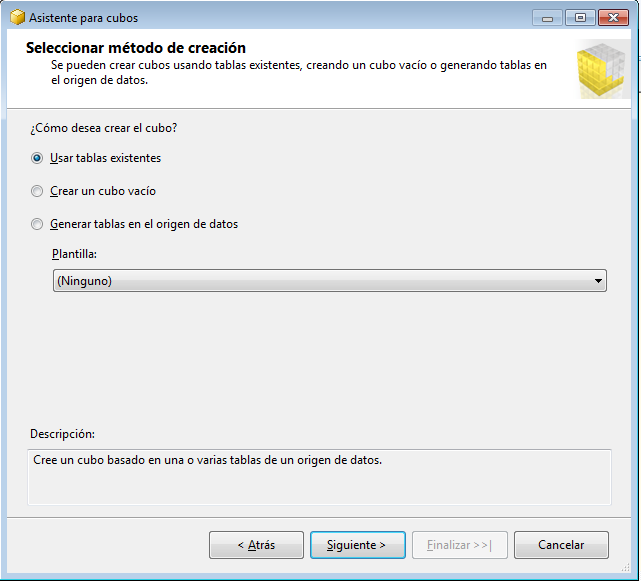 Asistente para cubos
Seleccionar método de creación
Se pueden crear cubos usando tablas existentes, creando un cubo vacío o generando tablas en
el origen de datos.
¿Cómo desea crear el cubo?
Usar tablas existentes
Crear un cubo vacío
Generar tablas en el origen de datos
Plantilla:
(Ninguno)
Descripción:
Cree un cubo basado en una o varias tablas de un origen de datos.
< Atrás
Siguiente >
Finalizar >>|
Cancelar